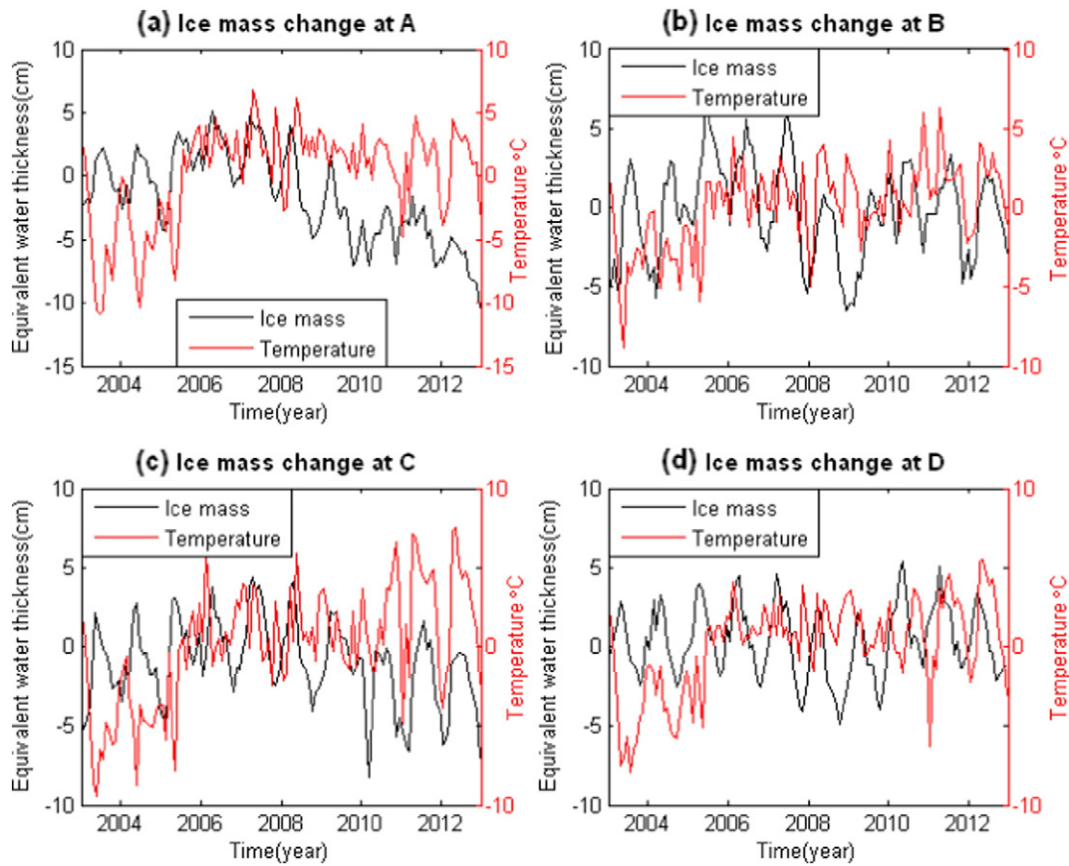 (a) Ice mass change at A
10
5
0
-5
-10
-15
Equivalent water thickness(cm)
10
5
0
-5
-10
-15
Temperature °C
Ice mass
Temperature
2004 2006 2008 2010 2012
Time(year)
(b) Ice mass change at B
10
5
0
-5
-10
Equivalent water thickness(cm)
10
5
0
-5
-10
Temperature °C
Ice mass
Temperature
2004 2006 2008 2010 2012
Time(year)
(c) Ice mass change at C
10
5
0
-5
-10
Equivalent water thickness(cm)
10
5
0
-5
-10
Temperature °C
Ice mass
Temperature
2004 2006 2008 2010 2012
Time(year)
(d) Ice mass change at D
10
5
0
-5
-10
Equivalent water thickness(cm)
10
5
0
-5
-10
Temperature °C
Ice mass
Temperature
2004 2006 2008 2010 2012
Time(year)